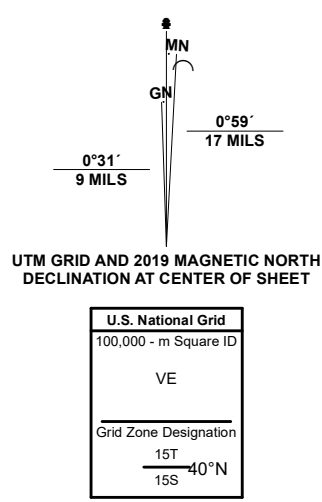 MN
GN
0°59´
17 MILS
0°31´
9 MILS
UTM GRID AND 2019 MAGNETIC NORTH
DECLINATION AT CENTER OF SHEET
U.S. National Grid
100,000 - m Square ID
VE
Grid Zone Designation
15T
40°N
15S